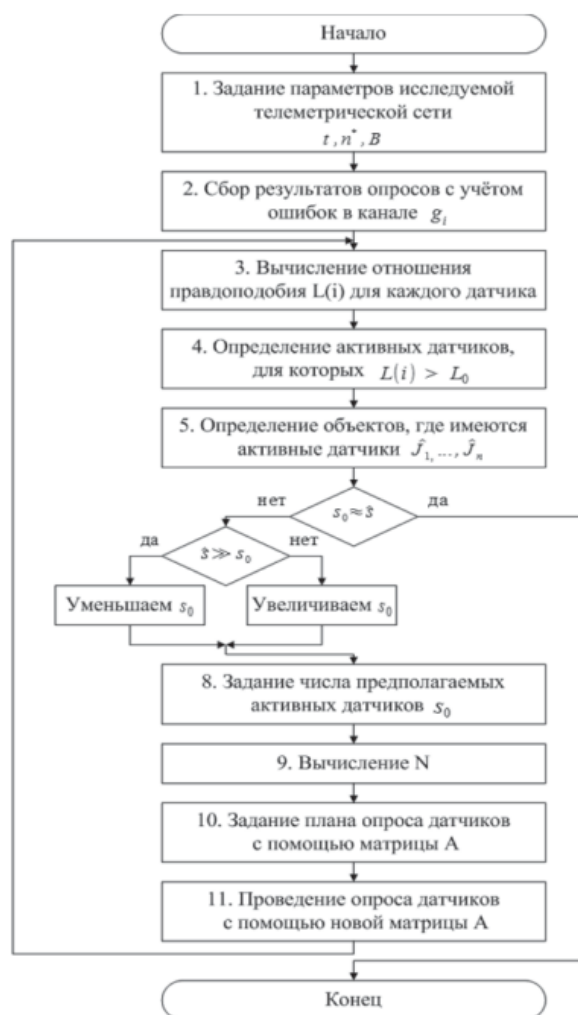 Начало
1. Задание параметров исследуемой
телеметрической сети
t , n* , B
2. Сбор результатов опросов с учётом
ошибок в канале g_i
3. Вычисление отношения
правдоподобия L(i) для каждого датчика
4. Определение активных датчиков,
для которых L(i) > L_0
5. Определение объектов, где имеются
активные датчики Ĵ_1, ..., Ĵ_n
нет
s_0 ≈ ŝ
да
да
ŝ ≫ s_0
нет
Уменьшаем s_0
Увеличиваем s_0
8. Задание числа предполагаемых
активных датчиков s_0
9. Вычисление N
10. Задание плана опроса датчиков
с помощью матрицы A
11. Проведение опроса датчиков
с помощью новой матрицы A
Конец